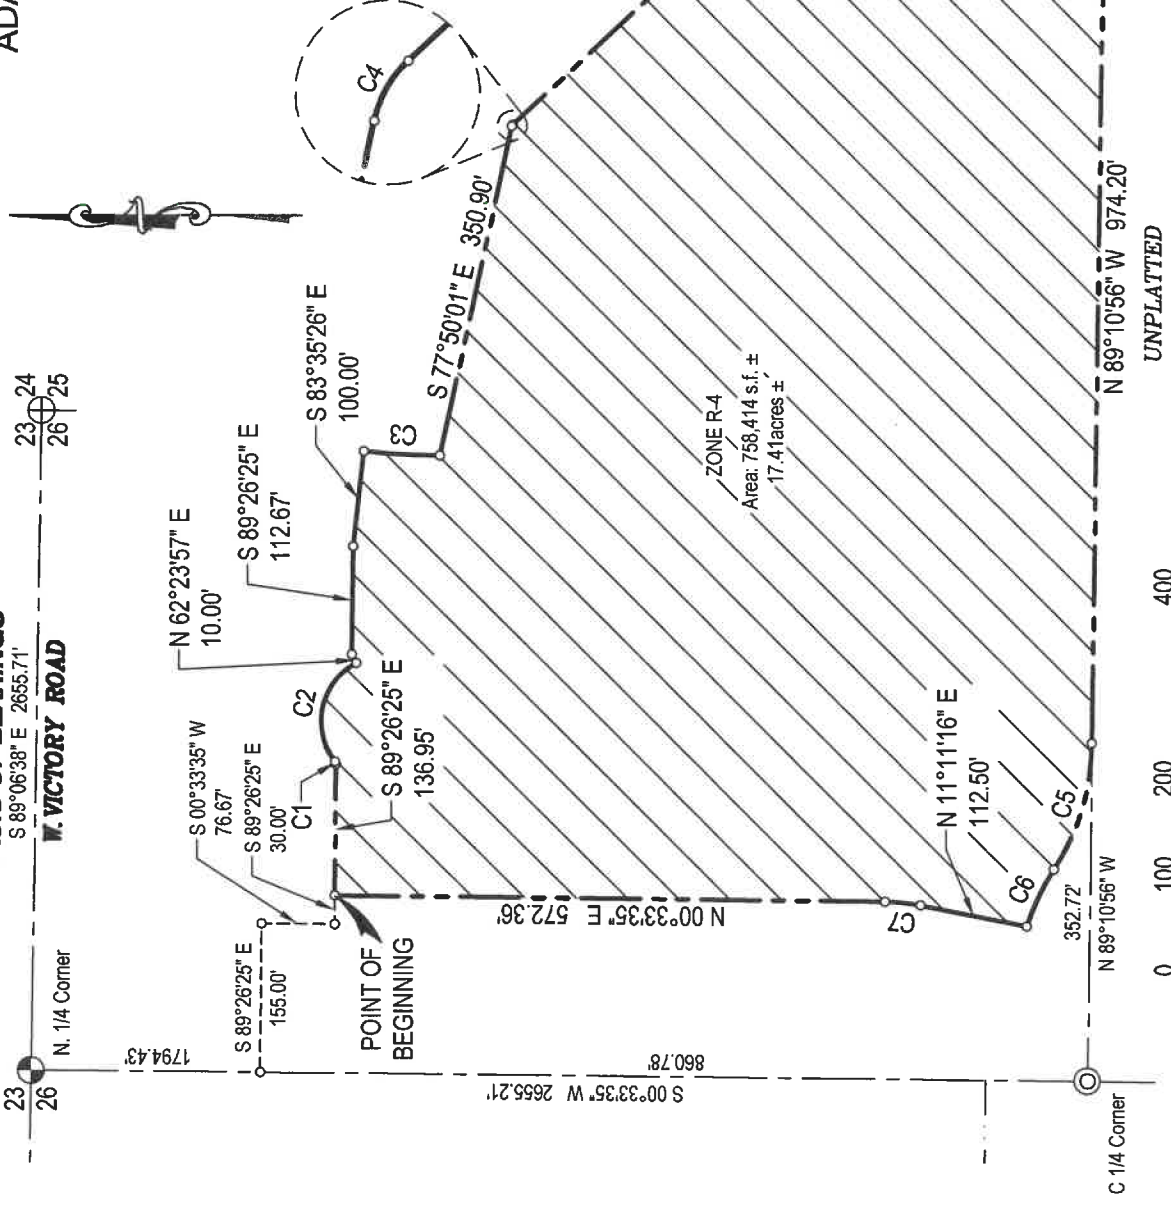 ADA
S 89°06'38" E 2655.71'
W. VICTORY ROAD
23 24
26 25
23
26
N. 1/4 Corner
1794.43'
S 89°26'25" E
155.00'
S 00°33'35" W
76.67'
S 89°26'25" E
30.00'
C1
C2
N 62°23'57" E
10.00'
S 89°26'25" E
112.67'
S 83°35'26" E
100.00'
C3
C4
S 89°26'25" E
136.95'
S 77°50'01" E 350.90'
POINT OF
BEGINNING
N 00°33'35" E 572.36'
ZONE R-4
Area: 758,414 s.f. ±
17.41acres ±
S 00°33'35" W 2655.21'
860.78'
C7
N 11°11'16" E
112.50'
C6
C5
352.72'
N 89°10'56" W
N 89°10'56" W 974.20'
UNPLATTED
C 1/4 Corner
0 100 200 400